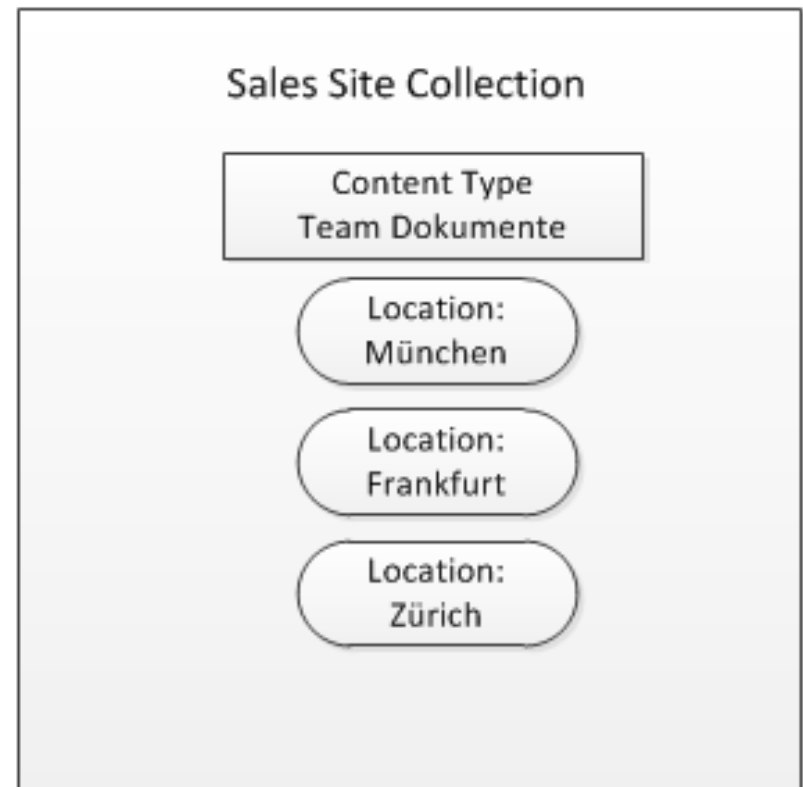 Sales Site Collection
Content Type
Team Dokumente
Location:
München
Location:
Frankfurt
Location:
Zürich